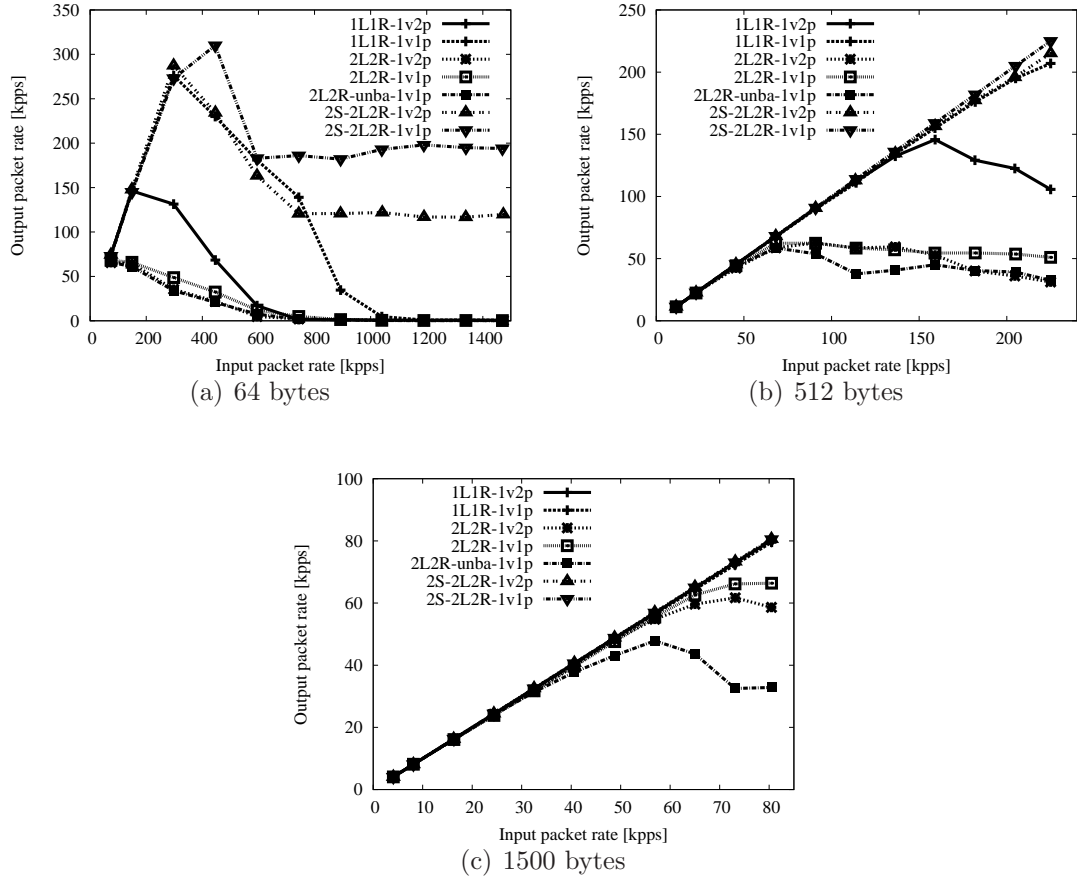 350
300
250
200
150
100
50
0
Output packet rate [kpps]
1L1R-1v2p
1L1R-1v1p
2L2R-1v2p
2L2R-1v1p
2L2R-unba-1v1p
2S-2L2R-1v2p
2S-2L2R-1v1p
0 200 400 600 800 1000 1200 1400
Input packet rate [kpps]
(a) 64 bytes
250
200
150
100
50
0
Output packet rate [kpps]
1L1R-1v2p
1L1R-1v1p
2L2R-1v2p
2L2R-1v1p
2L2R-unba-1v1p
2S-2L2R-1v2p
2S-2L2R-1v1p
0 50 100 150 200
Input packet rate [kpps]
(b) 512 bytes
100
80
60
40
20
0
Output packet rate [kpps]
1L1R-1v2p
1L1R-1v1p
2L2R-1v2p
2L2R-1v1p
2L2R-unba-1v1p
2S-2L2R-1v2p
2S-2L2R-1v1p
0 10 20 30 40 50 60 70 80
Input packet rate [kpps]
(c) 1500 bytes